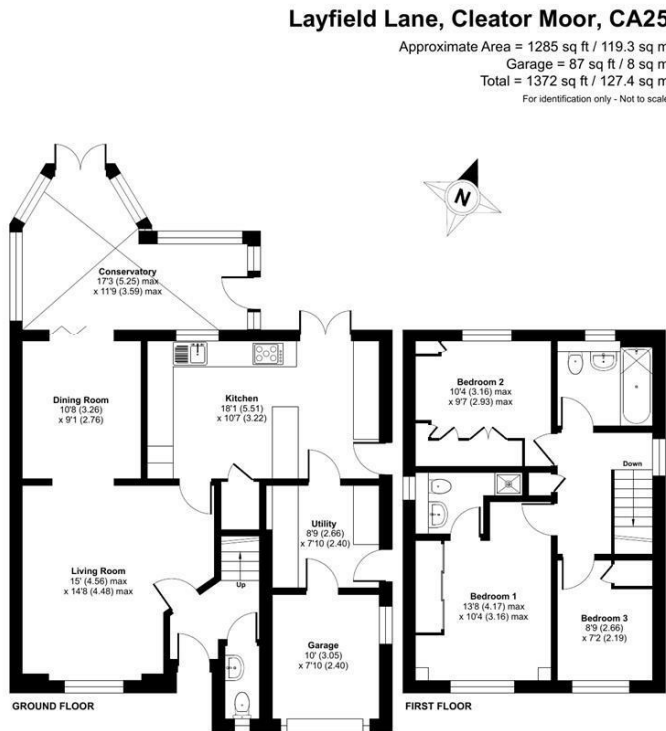 Layfield Lane, Cleator Moor, CA25
Approximate Area = 1285 sq ft / 119.3 sq m
Garage = 87 sq ft / 8 sq m
Total = 1372 sq ft / 127.4 sq m
For identification only - Not to scale
N
Conservatory
17'3 (5.25) max
x 11'9 (3.59) max
Dining Room
10'8 (3.26)
x 9'1 (2.76)
Kitchen
18'1 (5.51)
x 10'7 (3.22)
Utility
8'9 (2.66)
x 7'10 (2.40)
Living Room
15' (4.56) max
x 14'8 (4.48) max
Up
Garage
10' (3.05)
x 7'10 (2.40)
GROUND FLOOR
Bedroom 2
10'4 (3.16) max
x 9'7 (2.93) max
Down
Bedroom 1
13'8 (4.17) max
x 10'4 (3.16) max
Bedroom 3
8'9 (2.66)
x 7'2 (2.19)
FIRST FLOOR